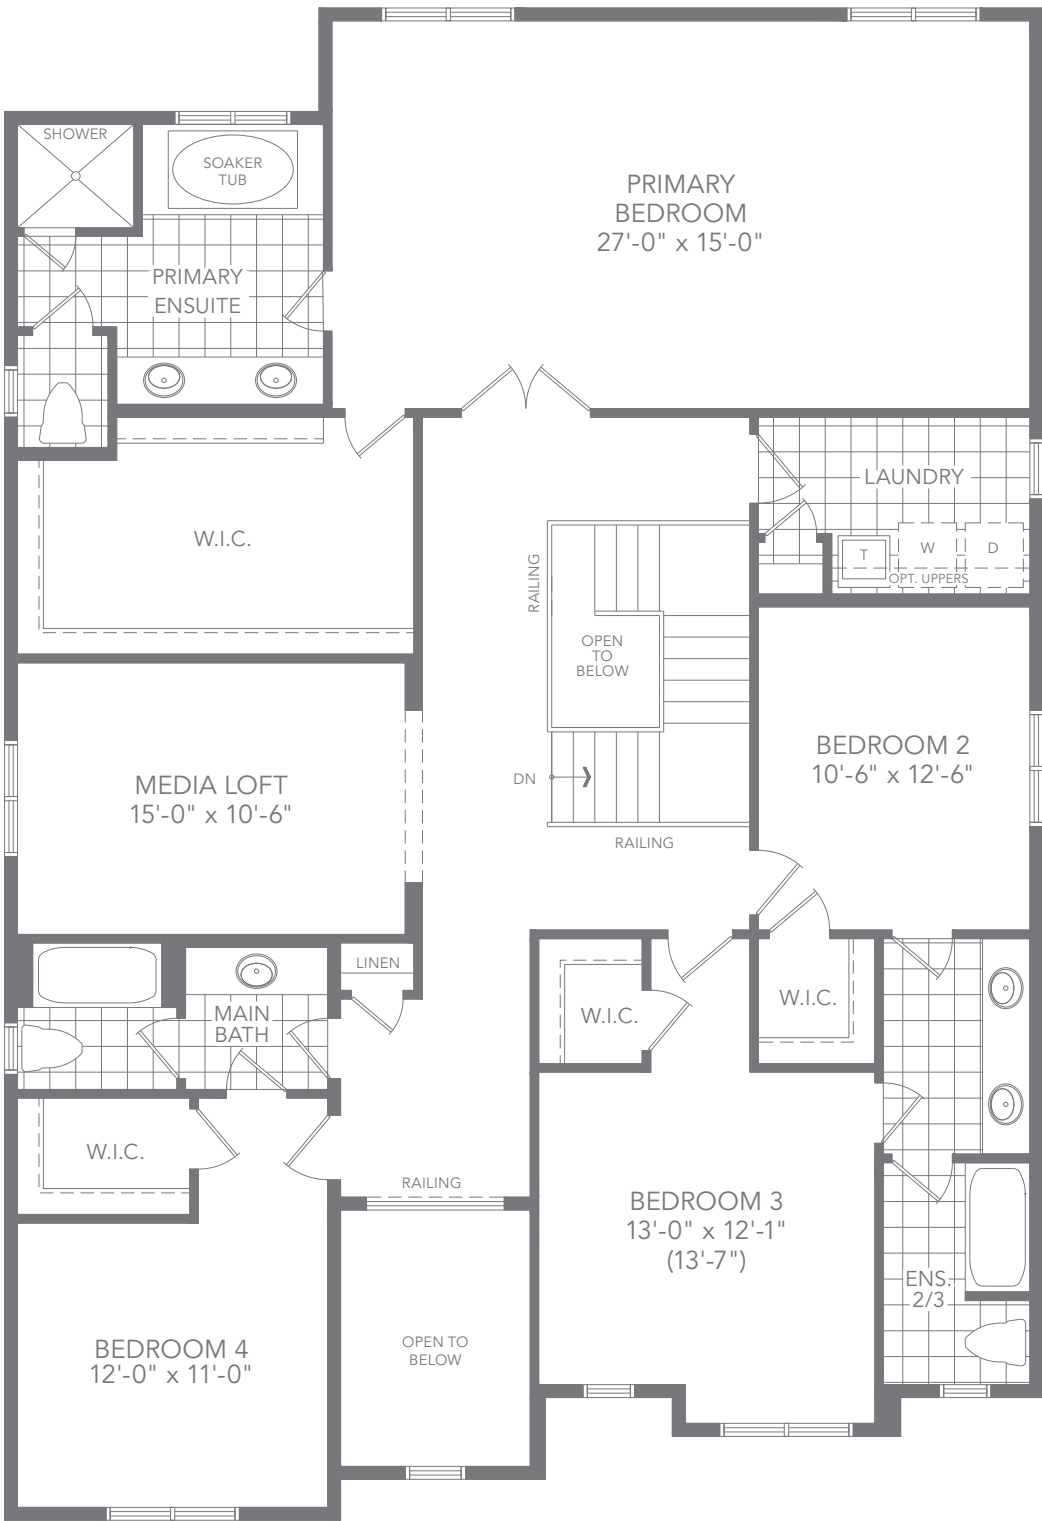 SHOWER
SOAKER
TUB
PRIMARY
BEDROOM
27'-0" x 15'-0"
PRIMARY
ENSUITE
LAUNDRY
W.I.C.
T
W
D
OPT. UPPERS
RAILING
OPEN
TO
BELOW
BEDROOM 2
10'-6" x 12'-6"
MEDIA LOFT
15'-0" x 10'-6"
DN
RAILING
LINEN
W.I.C.
W.I.C.
MAIN
BATH
W.I.C.
RAILING
BEDROOM 3
13'-0" x 12'-1"
(13'-7")
ENS.
2/3
BEDROOM 4
12'-0" x 11'-0"
OPEN TO
BELOW